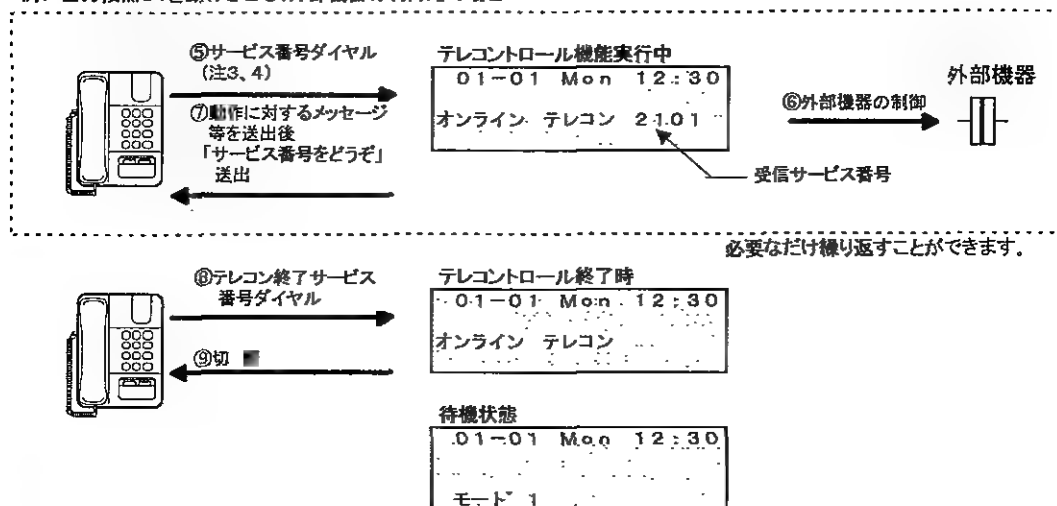 ⑤サービス番号ダイヤル
(注3、4)
⑦動作に対するメッセージ
等を送出後
「サービス番号をどうぞ」
送出
テレコントロール機能実行中
01-01 Mon 12:30
オンライン テレコン 2101
受信サービス番号
⑥外部機器の制御
外部機器
必要なだけ繰り返すことができます。
⑧テレコン終了サービス
番号ダイヤル
⑨切
テレコントロール終了時
01-01 Mon 12:30
オンライン テレコン
待機状態
01-01 Mon 12:30
モード 1